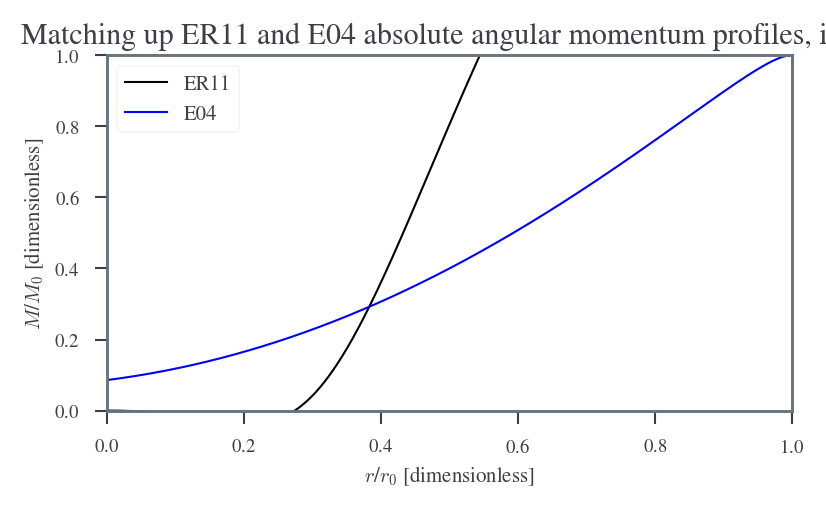 Matching up ER11 and E04 absolute angular momentum profiles, i
ER11
E04
M/M₀ [dimensionless]
1.0
0.8
0.6
0.4
0.2
0.0
0.0 0.2 0.4 0.6 0.8 1.0
r/r₀ [dimensionless]